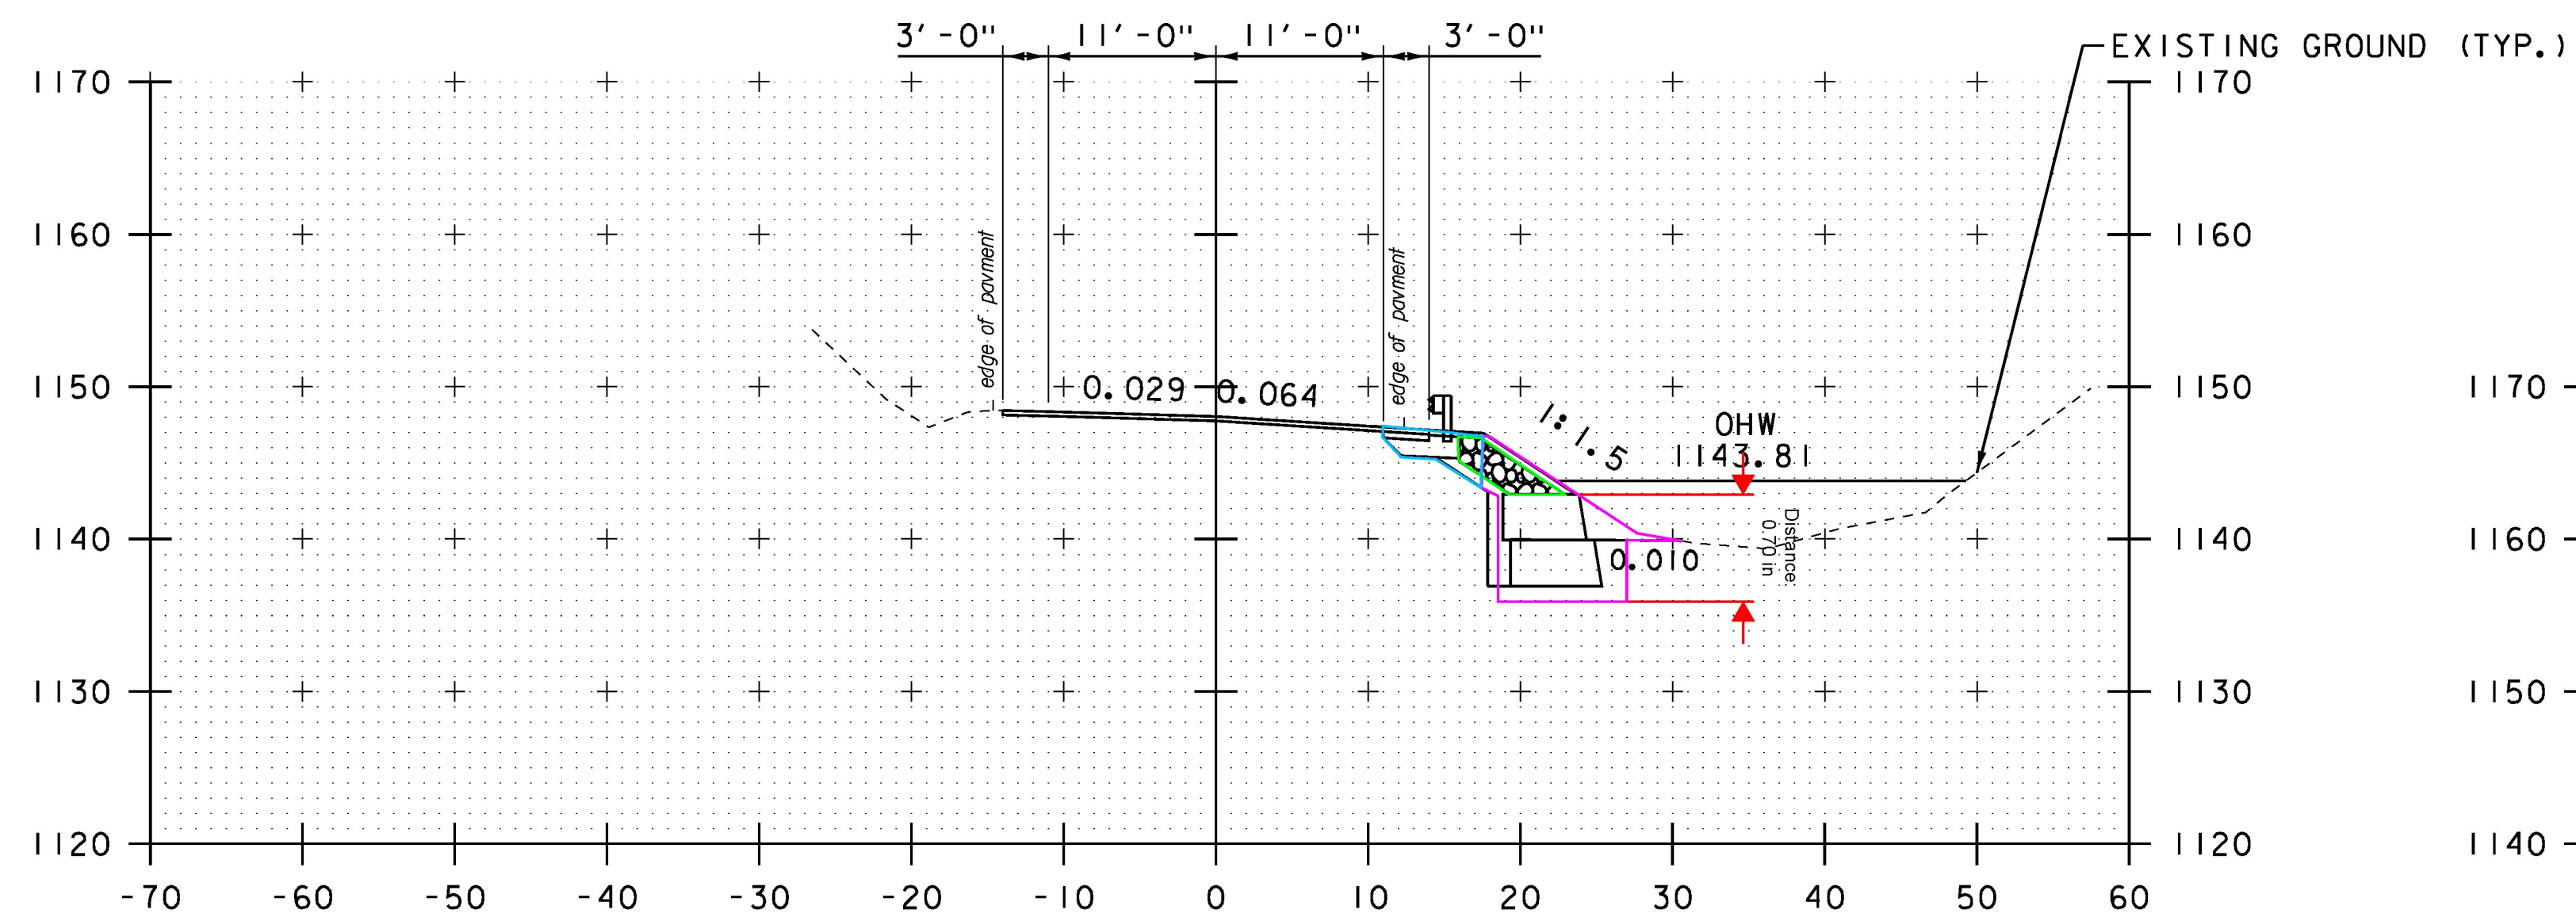 3'-0" 11'-0" 11'-0" 3'-0"
EXISTING GROUND (TYP.)
1170 1170
1160 1160
edge of pavment
edge of pavment
1150 1150 1170
0.029 0.064
1:1.5
OHW
1143.81
1140 1140 1160
0.010
Distance:
0.70 in
1130 1130 1150
1120 1120 1140
-70 -60 -50 -40 -30 -20 -10 0 10 20 30 40 50 60